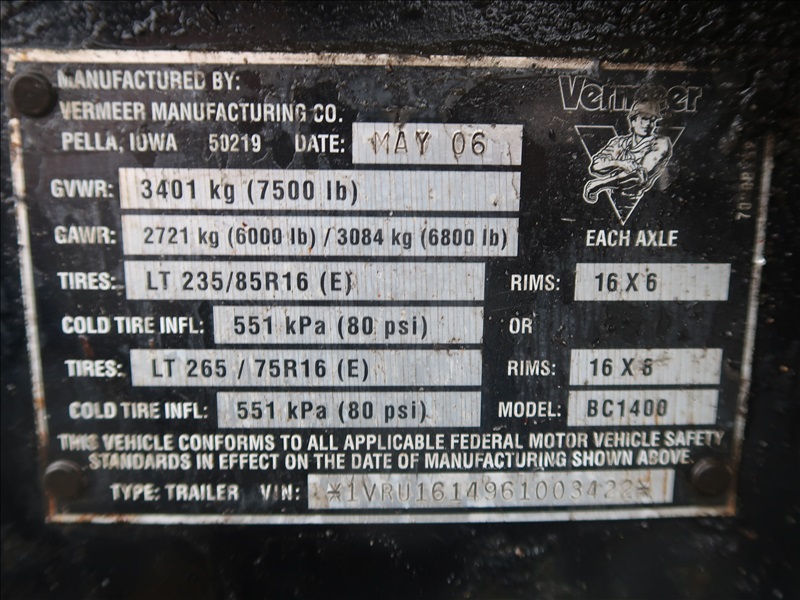 MANUFACTURED BY:
VERMEER MANUFACTURING CO.
PELLA, IOWA 50219 DATE: MAY 06
Vermeer
GVWR: 3401 kg (7500 lb)
GAWR: 2721 kg (6000 lb) / 3084 kg (6800 lb) EACH AXLE
TIRES: LT 235/85R16 (E) RIMS: 16 X 6
COLD TIRE INFL: 551 kPa (80 psi) OR
TIRES: LT 265 / 75R16 (E) RIMS: 16 X 8
COLD TIRE INFL: 551 kPa (80 psi) MODEL: BC1400
THIS VEHICLE CONFORMS TO ALL APPLICABLE FEDERAL MOTOR VEHICLE SAFETY
STANDARDS IN EFFECT ON THE DATE OF MANUFACTURING SHOWN ABOVE.
TYPE: TRAILER VIN: *1VRU1614961003422*